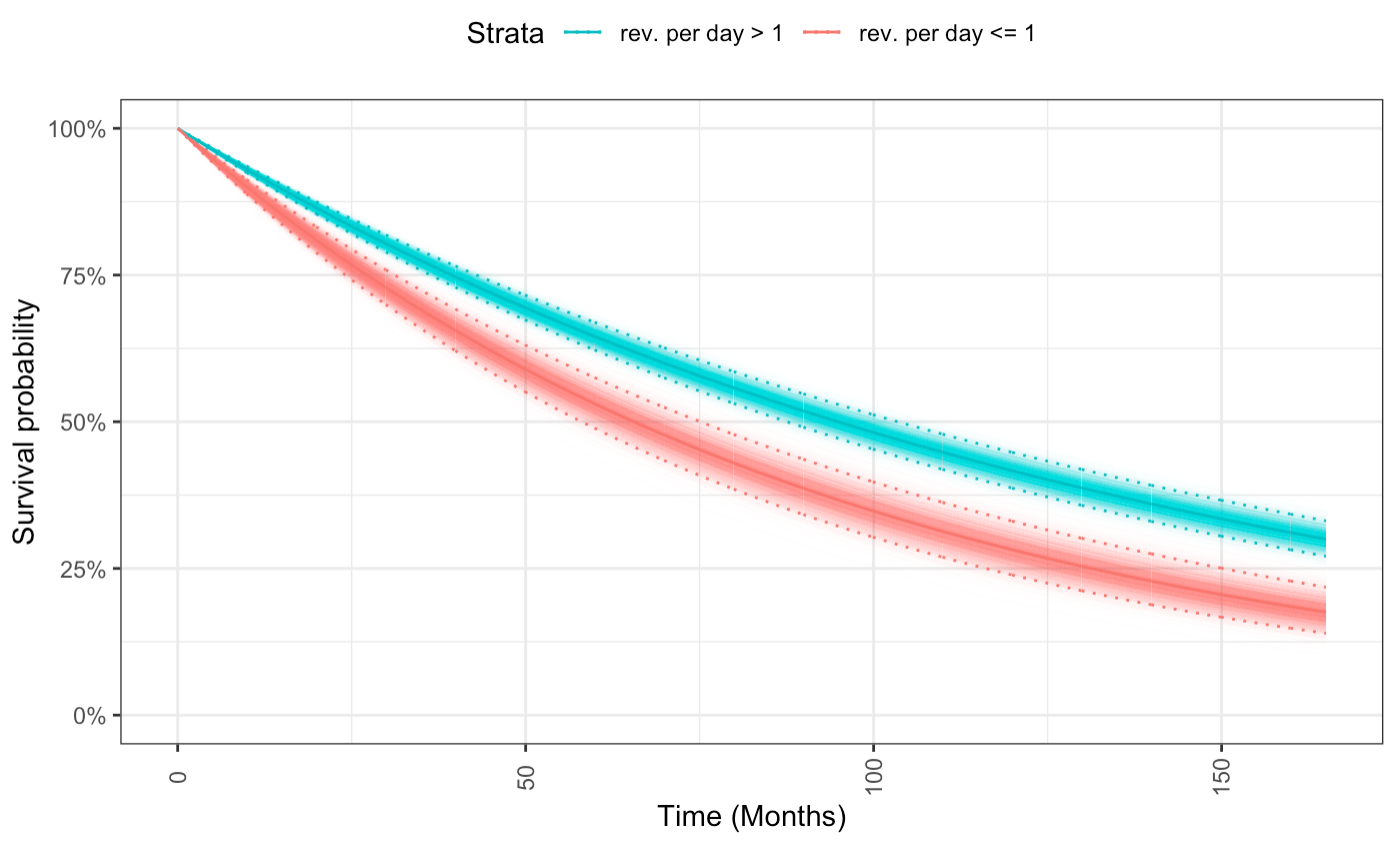 Strata rev. per day > 1 rev. per day <= 1
100%
75%
50%
25%
0%
Survival probability
0 50 100 150
Time (Months)